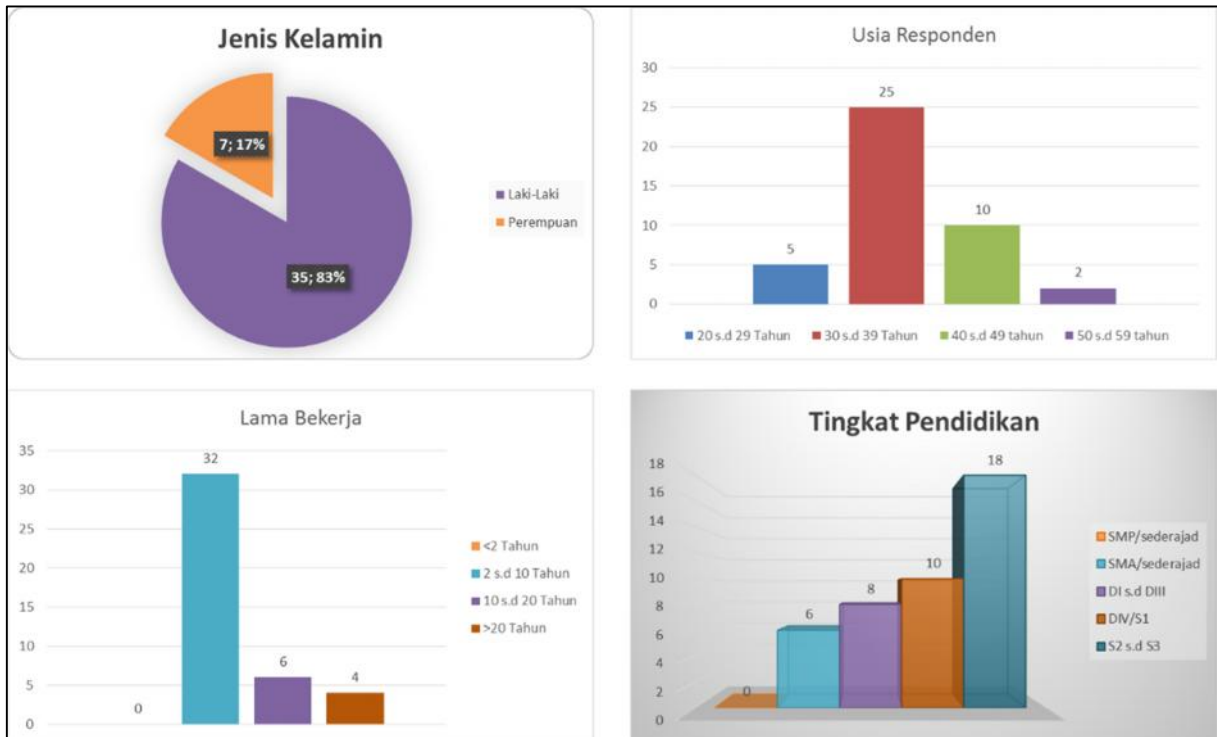 Jenis Kelamin
7; 17%
35; 83%
Laki-Laki
Perempuan
Usia Responden
30
25
20
15
10
5
0
5
25
10
2
20 s.d 29 Tahun
30 s.d 39 Tahun
40 s.d 49 tahun
50 s.d 59 tahun
Lama Bekerja
35
30
25
20
15
10
5
0
0
32
6
4
<2 Tahun
2 s.d 10 Tahun
10 s.d 20 Tahun
>20 Tahun
Tingkat Pendidikan
18
16
14
12
10
8
6
4
2
0
0
6
8
10
18
SMP/sederajad
SMA/sederajad
DI s.d DIII
DIV/S1
S2 s.d S3